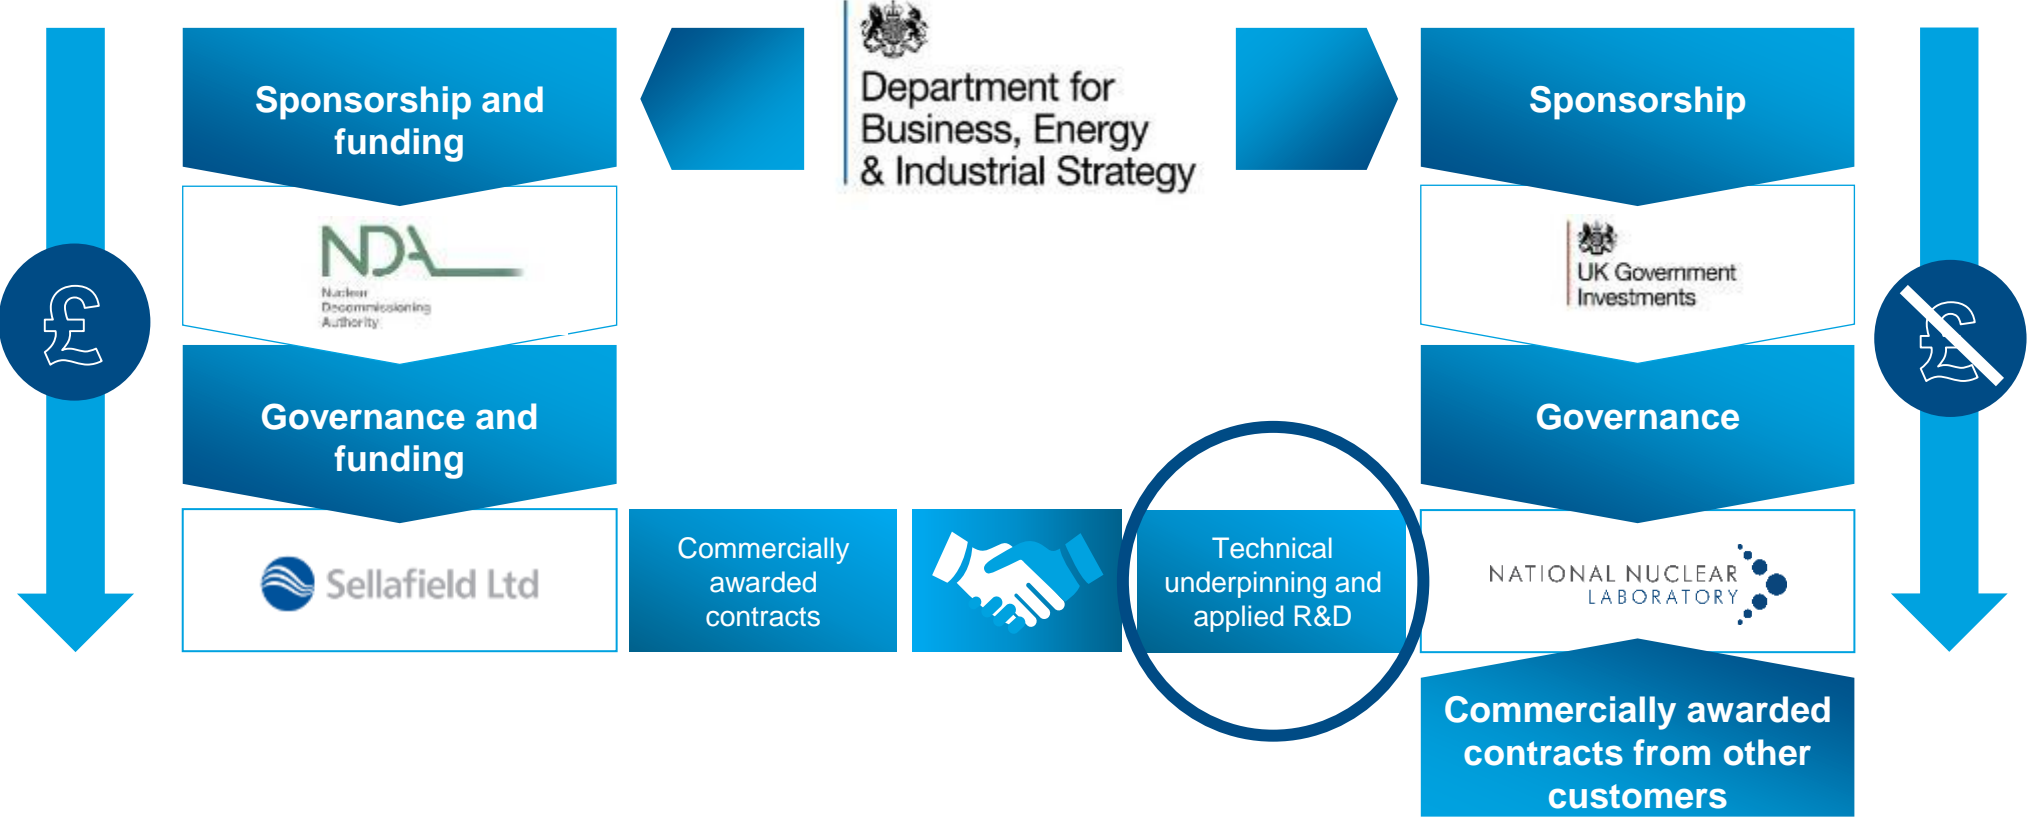 Department for
Business, Energy
& Industrial Strategy
Sponsorship and
funding
Sponsorship
NDA
Nuclear
Decommissioning
Authority
UK Government
Investments
£
£
Governance and
funding
Governance
Sellafield Ltd
Commercially
awarded
contracts
Technical
underpinning and
applied R&D
NATIONAL NUCLEAR
LABORATORY
Commercially awarded
contracts from other
customers